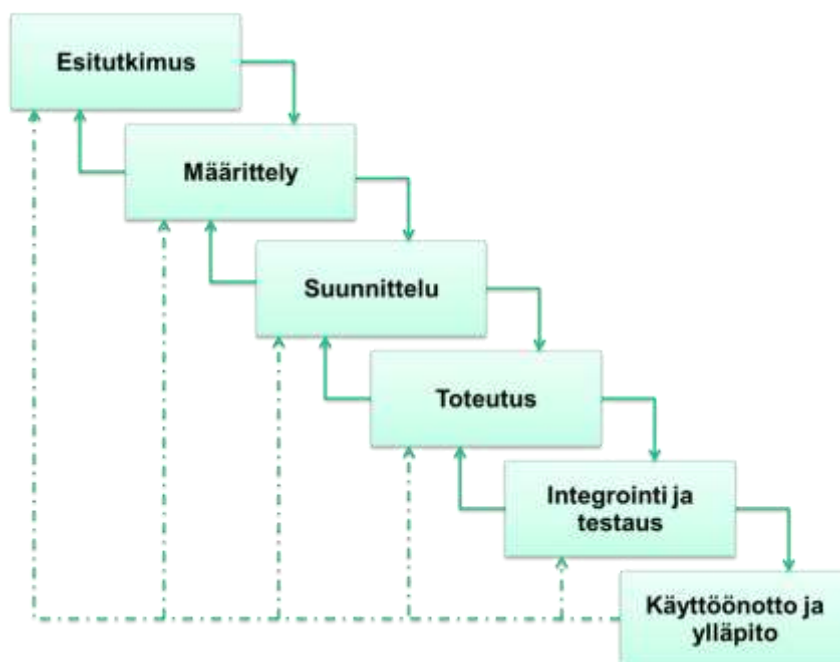 Esitutkimus
Määrittely
Suunnittelu
Toteutus
Integrointi ja
testaus
Käyttöönotto ja
ylläpito